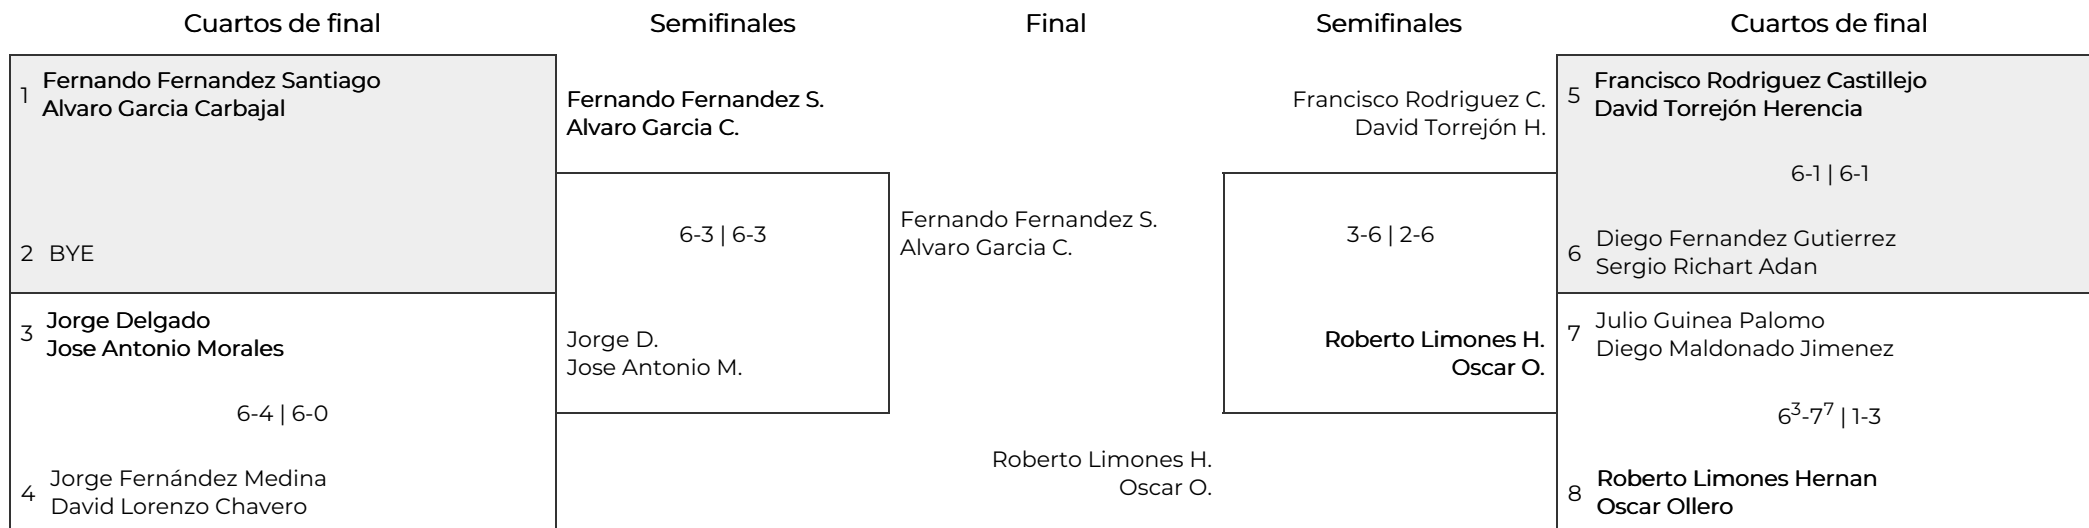 Cuartos de final
Semifinales
Final
Semifinales
Cuartos de final
1
Fernando Fernandez Santiago
Alvaro Garcia Carbajal
2 BYE
3
Jorge Delgado
Jose Antonio Morales
6-4 | 6-0
4
Jorge Fernández Medina
David Lorenzo Chavero
Fernando Fernandez S.
Alvaro Garcia C.
6-3 | 6-3
Jorge D.
Jose Antonio M.
Fernando Fernandez S.
Alvaro Garcia C.
Roberto Limones H.
Oscar O.
Francisco Rodriguez C.
David Torrejón H.
3-6 | 2-6
Roberto Limones H.
Oscar O.
5
Francisco Rodriguez Castillejo
David Torrejón Herencia
6-1 | 6-1
6
Diego Fernandez Gutierrez
Sergio Richart Adan
7
Julio Guinea Palomo
Diego Maldonado Jimenez
6³-7⁷ | 1-3
8
Roberto Limones Hernan
Oscar Ollero